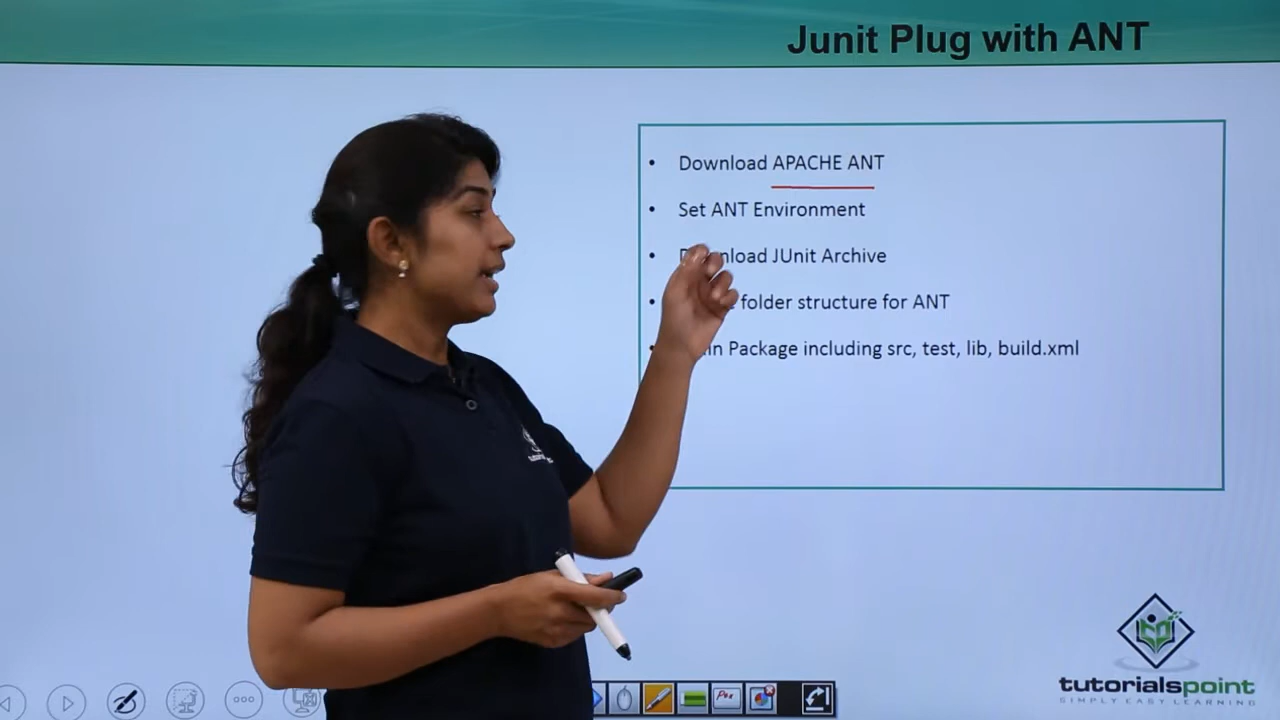 Junit Plug with ANT
• Download APACHE ANT
• Set ANT Environment
• Download JUnit Archive
• folder structure for ANT
• Package including src, test, lib, build.xml
tutorialspoint
SIMPLY EASY LEARNING